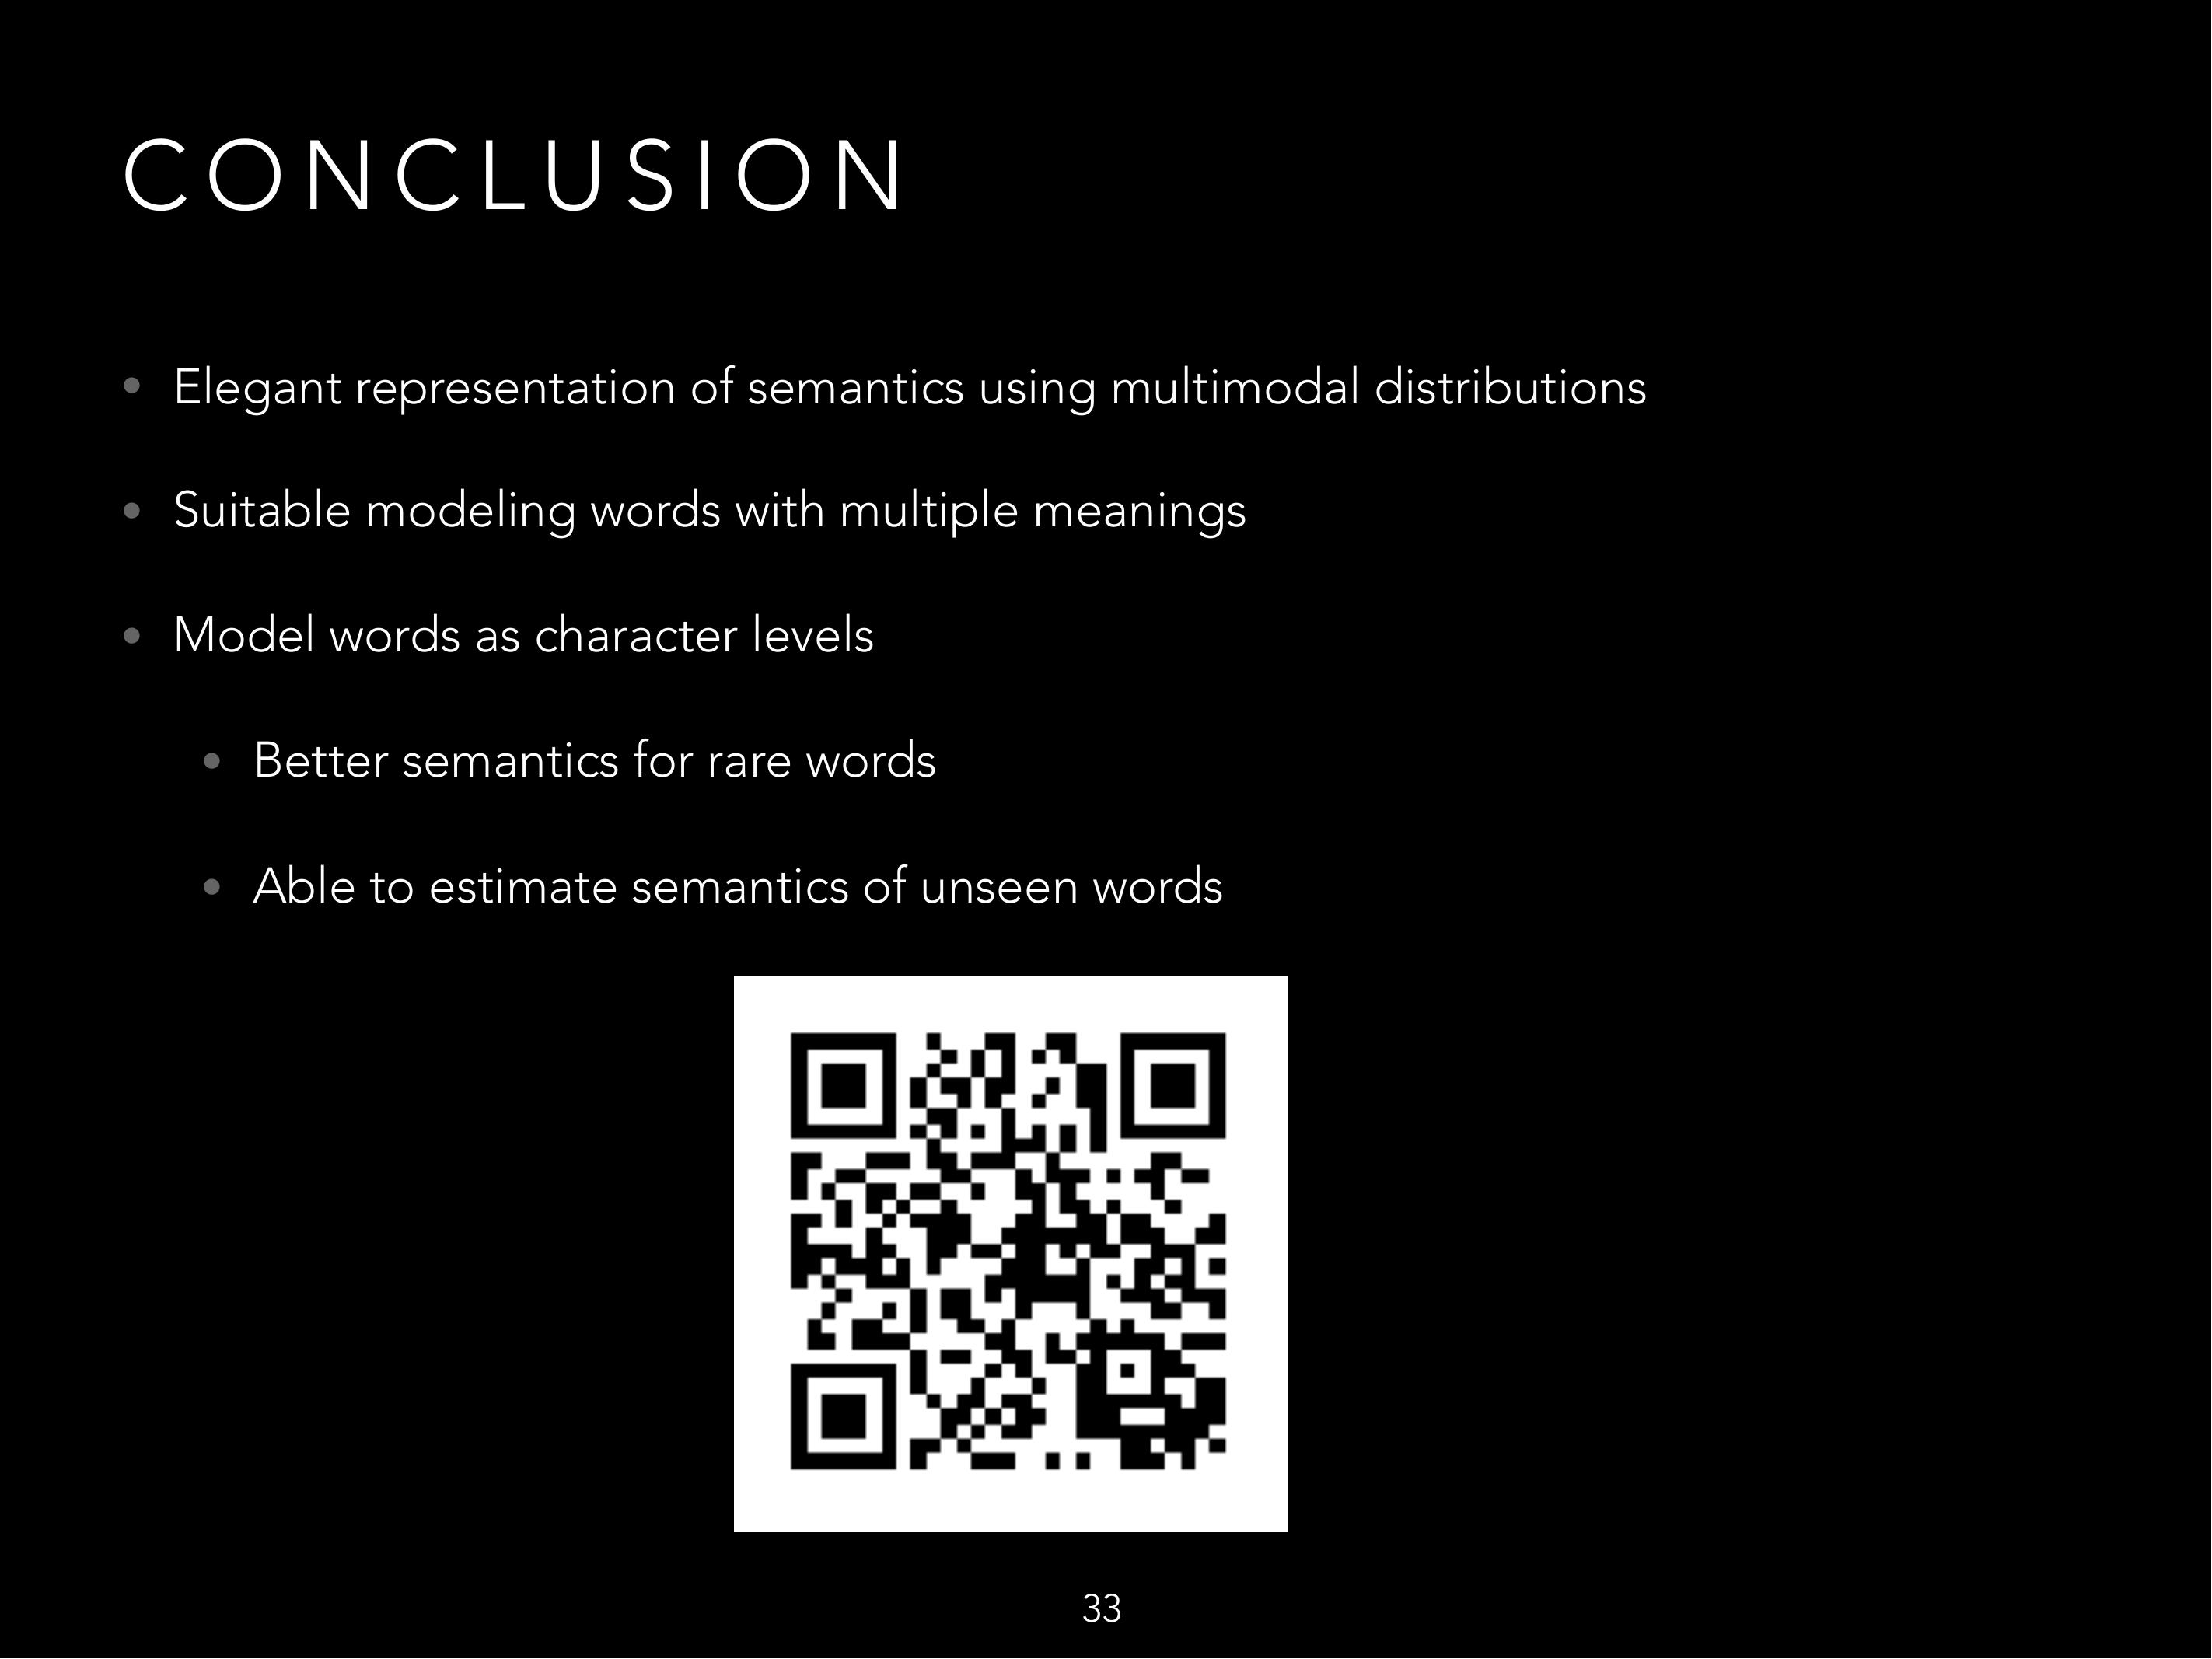 CONCLUSION
• Elegant representation of semantics using multimodal distributions
• Suitable modeling words with multiple meanings
• Model words as character levels
• Better semantics for rare words
• Able to estimate semantics of unseen words
33